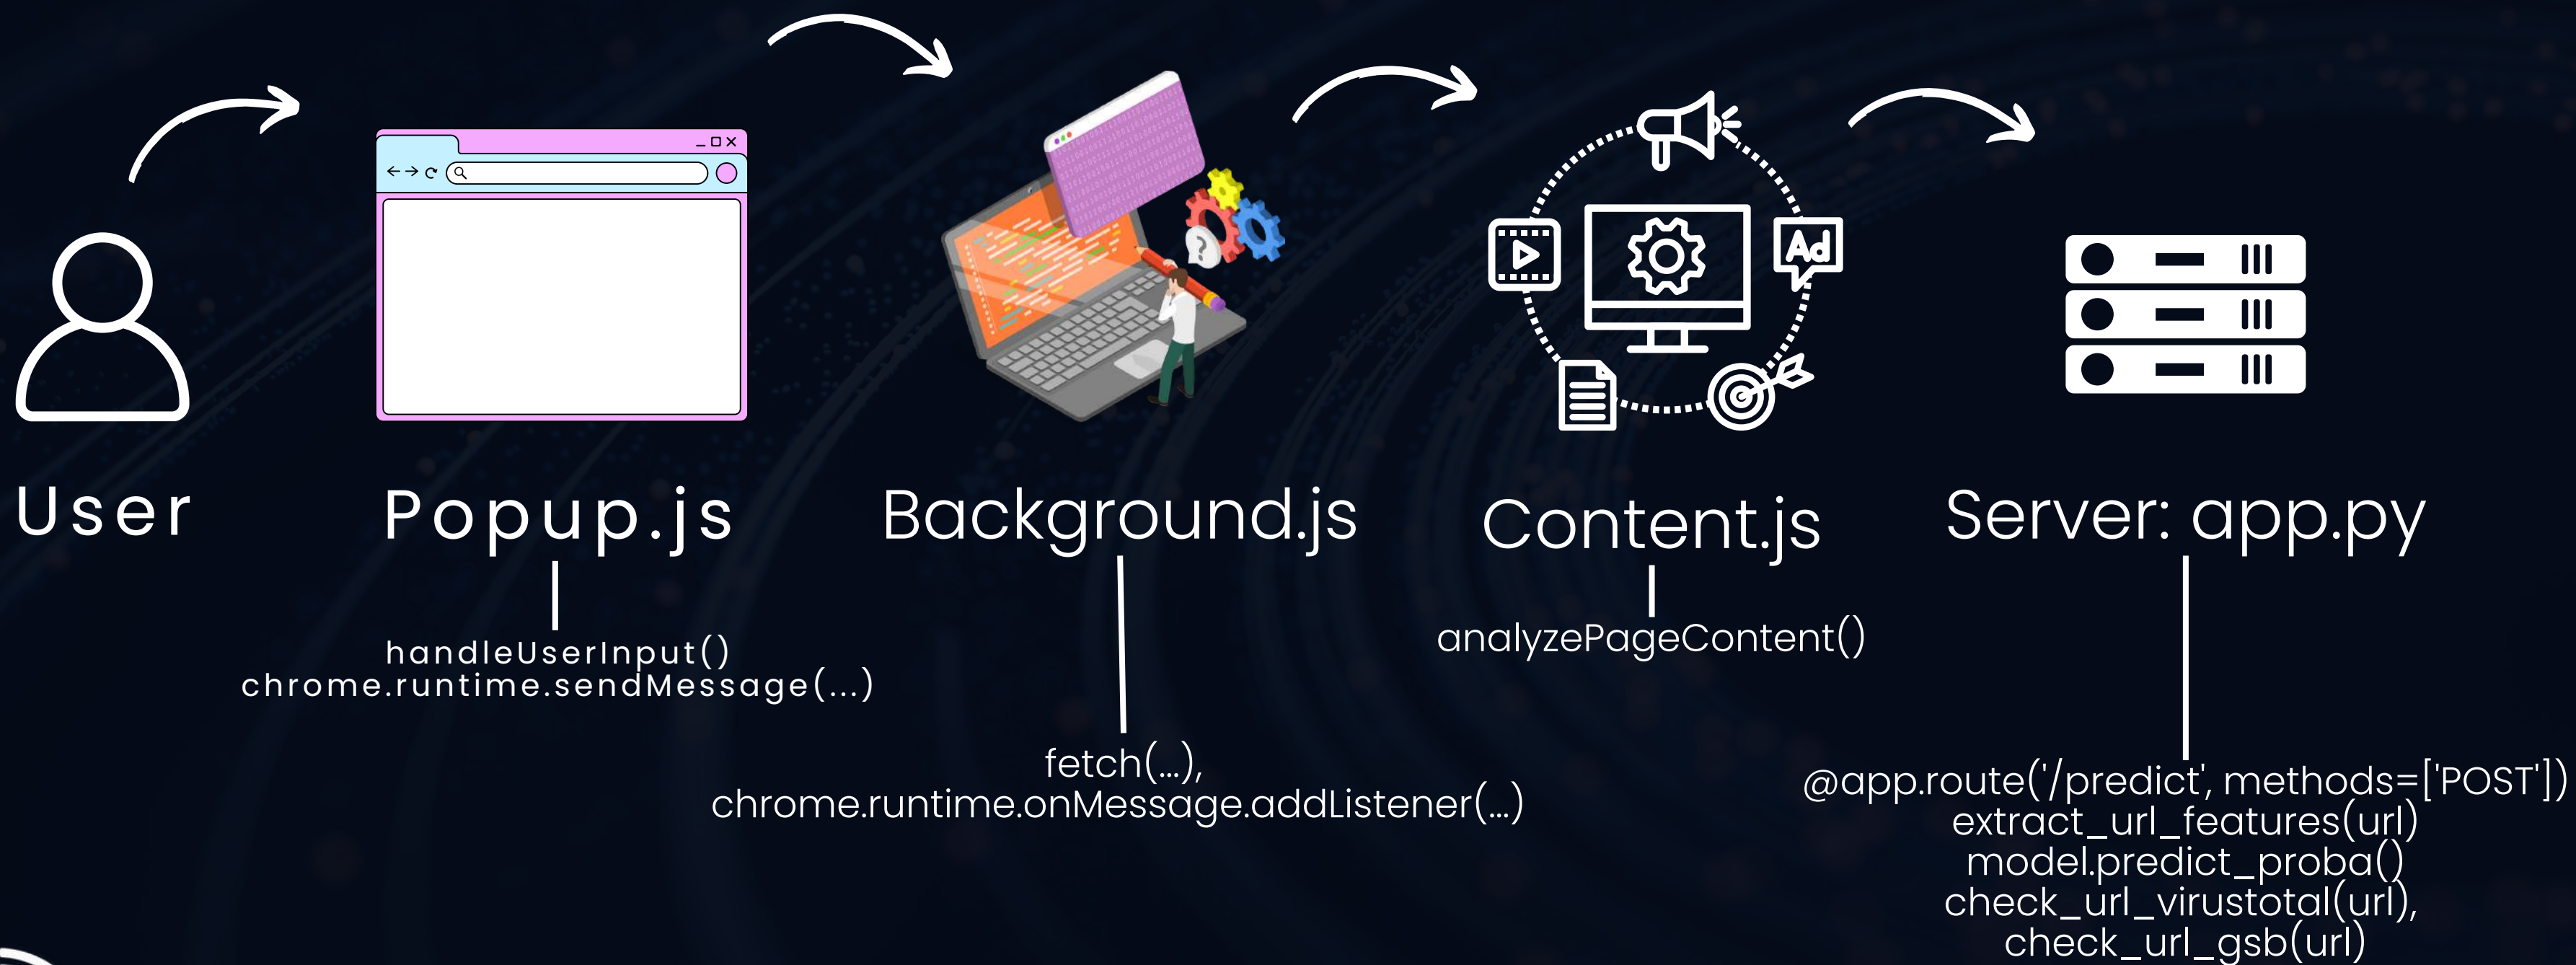 Ad
User
Popup.js
Background.js
Content.js
Server: app.py
handleUserInput()
chrome.runtime.sendMessage(...)
fetch(...),
chrome.runtime.onMessage.addListener(...)
analyzePageContent()
@app.route('/predict', methods=['POST'])
extract_url_features(url)
model.predict_proba()
check_url_virustotal(url),
check_url_gsb(url)